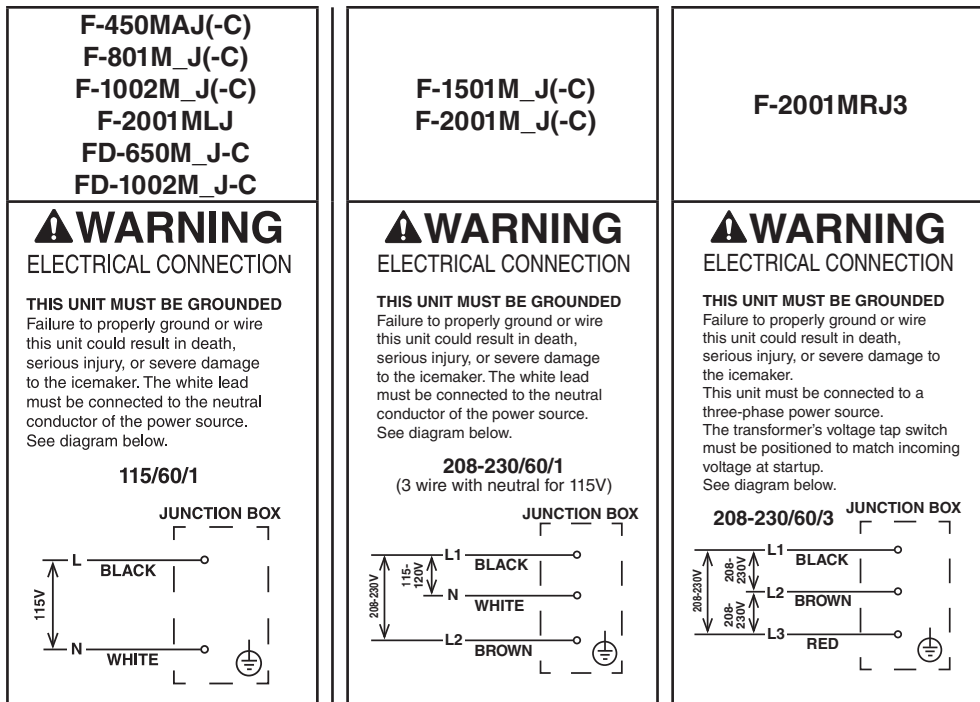 F-450MAJ(-C)
F-801M_J(-C)
F-1002M_J(-C)
F-2001MLJ
FD-650M_J-C
FD-1002M_J-C
WARNING
ELECTRICAL CONNECTION
THIS UNIT MUST BE GROUNDED
Failure to properly ground or wire
this unit could result in death,
serious injury, or severe damage
to the icemaker. The white lead
must be connected to the neutral
conductor of the power source.
See diagram below.
115/60/1
JUNCTION BOX
L
BLACK
115V
N
WHITE
F-1501M_J(-C)
F-2001M_J(-C)
WARNING
ELECTRICAL CONNECTION
THIS UNIT MUST BE GROUNDED
Failure to properly ground or wire
this unit could result in death,
serious injury, or severe damage
to the icemaker. The white lead
must be connected to the neutral
conductor of the power source.
See diagram below.
208-230/60/1
(3 wire with neutral for 115V)
JUNCTION BOX
L1
BLACK
208-230V
115-
120V
N
WHITE
L2
BROWN
F-2001MRJ3
WARNING
ELECTRICAL CONNECTION
THIS UNIT MUST BE GROUNDED
Failure to properly ground or wire
this unit could result in death,
serious injury, or severe damage to
the icemaker.
This unit must be connected to a
three-phase power source.
The transformer's voltage tap switch
must be positioned to match incoming
voltage at startup.
See diagram below.
208-230/60/3
JUNCTION BOX
L1
BLACK
208-230V
208-
230V
L2
BROWN
208-
230V
L3
RED